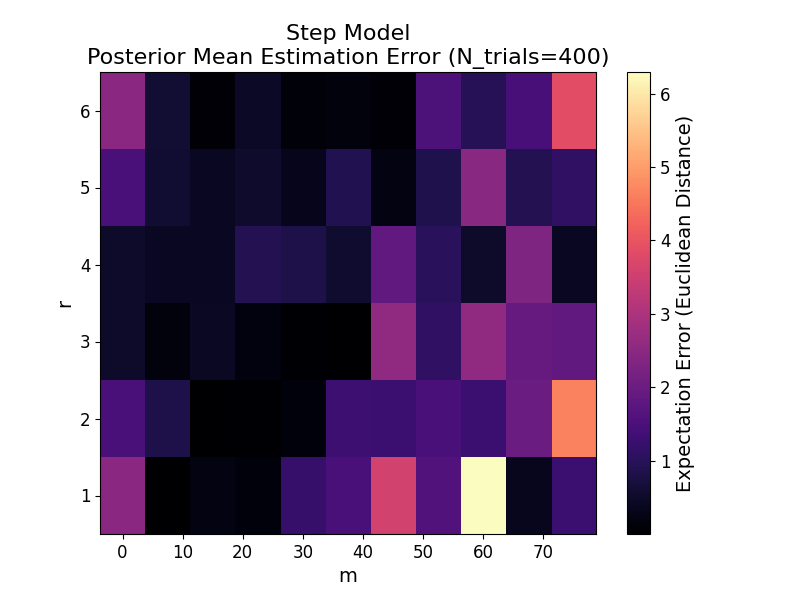 Step Model
Posterior Mean Estimation Error (N_trials=400)
6
5
4
3
2
1
r
0 10 20 30 40 50 60 70
m
6
5
4
3
2
1
Expectation Error (Euclidean Distance)